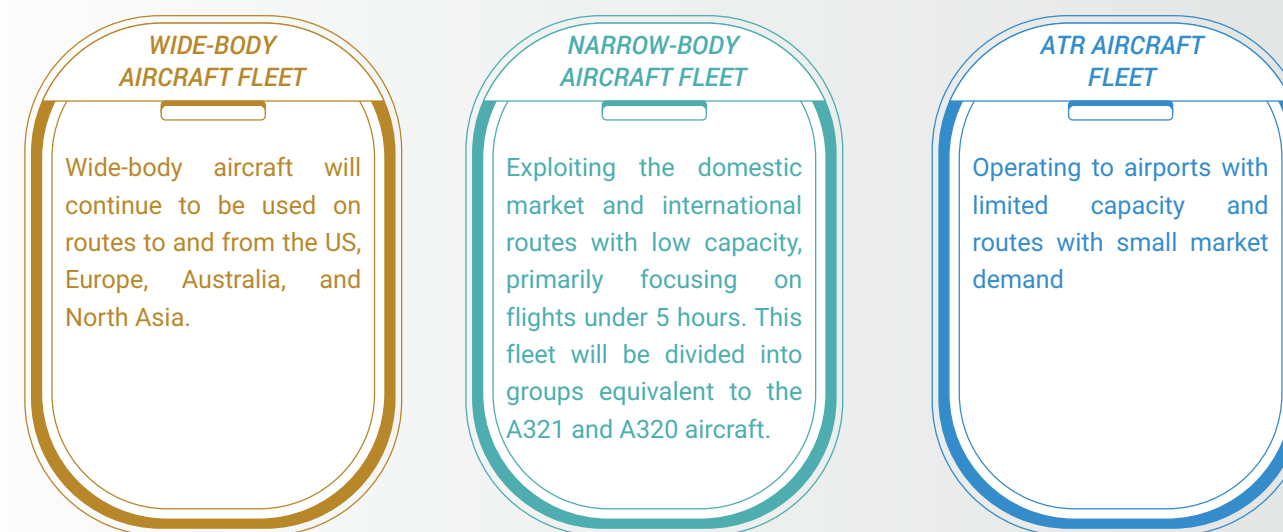 WIDE-BODY
AIRCRAFT FLEET
Wide-body aircraft will
continue to be used on
routes to and from the US,
Europe, Australia, and
North Asia.
NARROW-BODY
AIRCRAFT FLEET
Exploiting the domestic
market and international
routes with low capacity,
primarily focusing on
flights under 5 hours. This
fleet will be divided into
groups equivalent to the
A321 and A320 aircraft.
ATR AIRCRAFT
FLEET
Operating to airports with
limited capacity and
routes with small market
demand